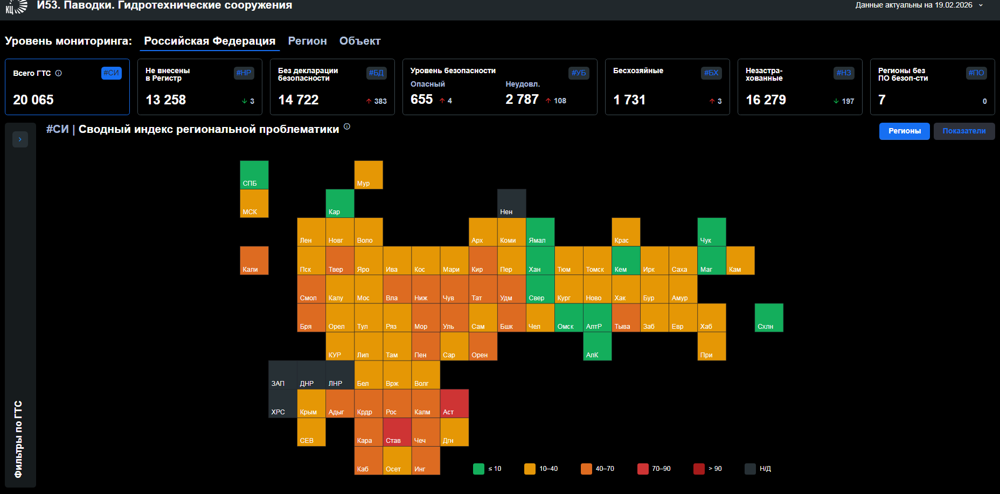 КЦ
И53. Паводки. Гидротехнические сооружения
Данные актуальны на 19.02.2026
Уровень мониторинга: Российская Федерация Регион Объект
Всего ГТС #СИ
20 065
Не внесены
в Регистр
#НР
13 258 ↓ 3
Без декларации
безопасности
#БД
14 722 ↑ 383
Уровень безопасности #УБ
Опасный Неудовл.
655 ↑ 4 2 787 ↑ 108
Бесхозяйные #БХ
1 731 ↑ 3
Незастра-
хованные
#НЗ
16 279 ↓ 197
Регионы без
ПО безоп-сти
#ПО
7 0
#СИ | Сводный индекс региональной проблематики
Регионы Показатели
Фильтры по ГТС
СПБ Мур
МСК Кар Нен
Лен Новг Воло Арх Коми Ямал Крас Чук
Кали Пск Твер Яро Ива Кос Мари Кир Пер Хан Тюм Томск Кем Ирк Саха Маг Кам
Смол Калу Мос Вла Ниж Чув Тат Удм Свер Кург Ново Хак Бур Амур
Бря Орел Тул Ряз Мор Уль Сам Бшк Чел Омск АлтР Тыва Заб Евр Хаб Схлн
КУР Лип Там Пен Сар Орен АлК При
ЗАП ДНР ЛНР Бел Врж Волг
ХРС Крым Адыг Крдр Рос Калм Аст
СЕВ Кара Став Чеч Дгн
Каб Осет Инг
≤ 10 10–40 40–70 70–90 > 90 Н/Д